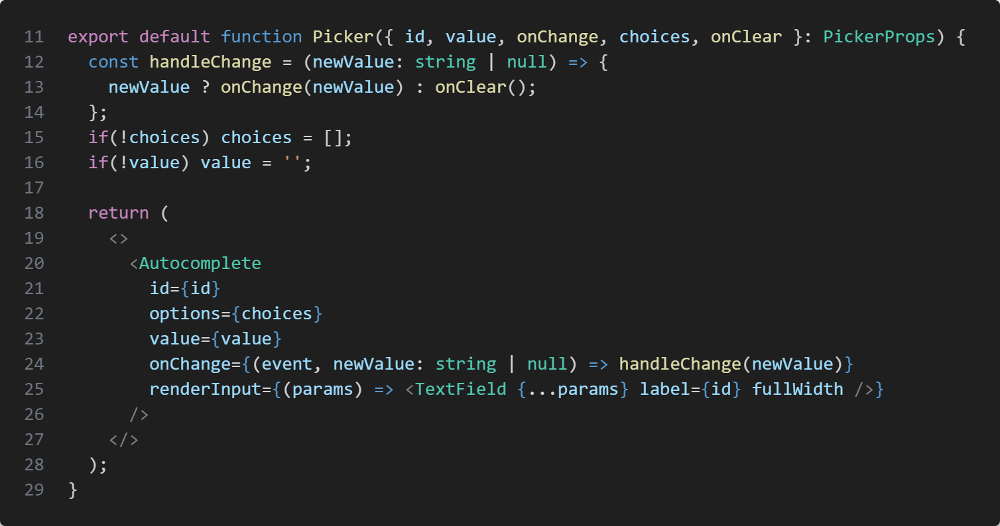 11 export default function Picker({ id, value, onChange, choices, onClear }: PickerProps) {
12   const handleChange = (newValue: string | null) => {
13     newValue ? onChange(newValue) : onClear();
14   };
15   if(!choices) choices = [];
16   if(!value) value = '';
17
18   return (
19     <>
20       <Autocomplete
21         id={id}
22         options={choices}
23         value={value}
24         onChange={(event, newValue: string | null) => handleChange(newValue)}
25         renderInput={(params) => <TextField {...params} label={id} fullWidth />}
26       />
27     </>
28   );
29 }